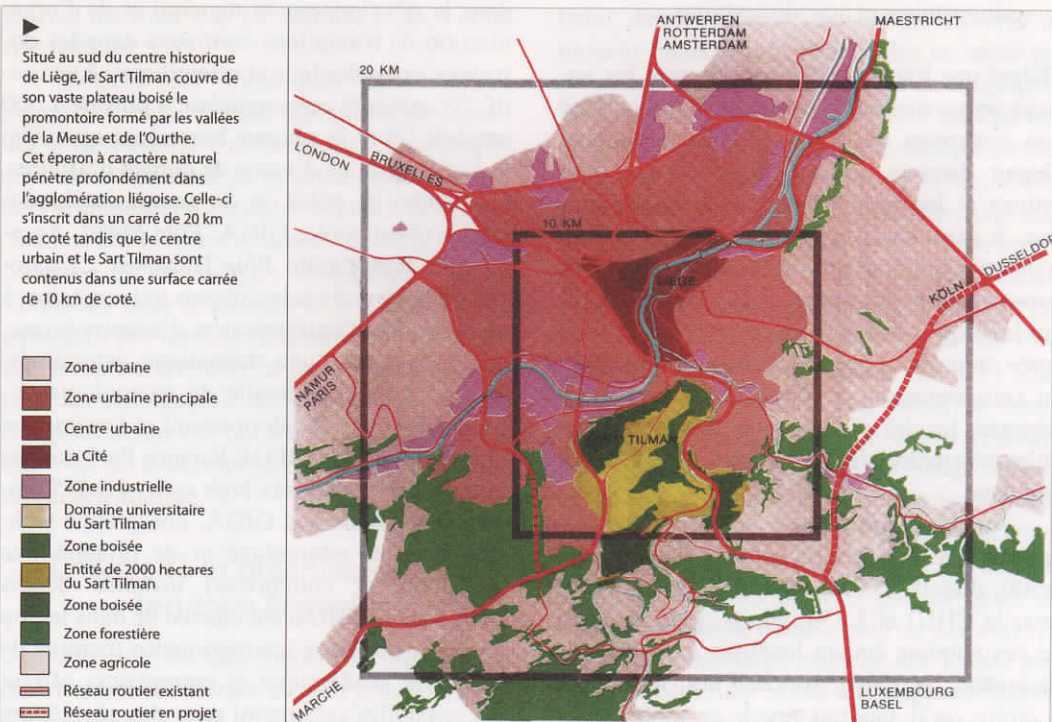 Situé au sud du centre historique
de Liège, le Sart Tilman couvre de
son vaste plateau boisé le
promontoire formé par les vallées
de la Meuse et de l'Ourthe.
Cet éperon à caractère naturel
pénètre profondément dans
l'agglomération liégoise. Celle-ci
s'inscrit dans un carré de 20 km
de coté tandis que le centre
urbain et le Sart Tilman sont
contenus dans une surface carrée
de 10 km de coté.
Zone urbaine
Zone urbaine principale
Centre urbaine
La Cité
Zone industrielle
Domaine universitaire
du Sart Tilman
Zone boisée
Entité de 2000 hectares
du Sart Tilman
Zone boisée
Zone forestière
Zone agricole
Réseau routier existant
Réseau routier en projet
ANTWERPEN
ROTTERDAM
AMSTERDAM
MAESTRICHT
20 KM
LONDON
BRUXELLES
10 KM
LIEGE
KÖLN
DUSSELDORF
NAMUR
PARIS
TILMAN
MARCHE
LUXEMBOURG
BASEL